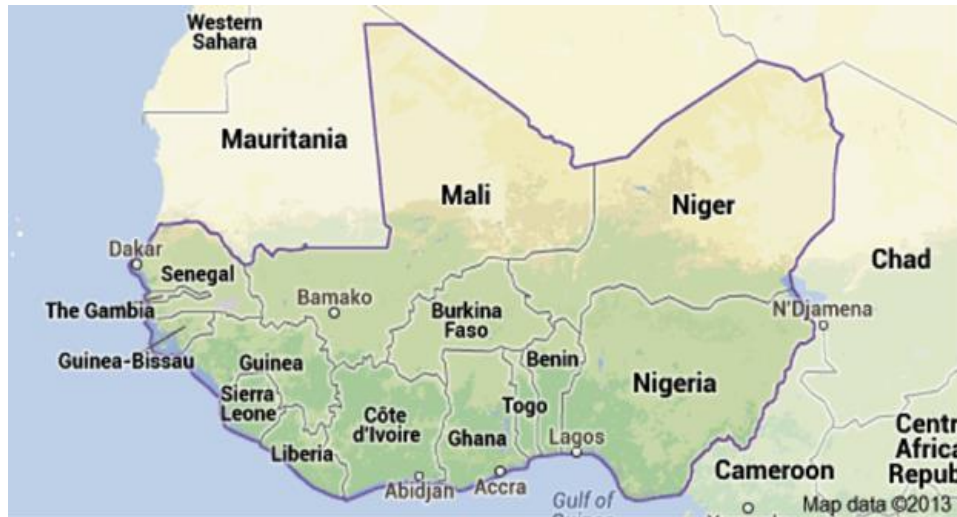 Western
Sahara
Mauritania
Mali
Niger
Chad
Dakar
Senegal
The Gambia
Bamako
Burkina
Faso
N'Djamena
Guinea-Bissau
Guinea
Benin
Nigeria
Sierra
Leone
Côte
d'Ivoire
Ghana
Togo
Lagos
Liberia
Abidjan
Accra
Cameroon
Centr
Africa
Repub
Gulf of
Map data ©2013